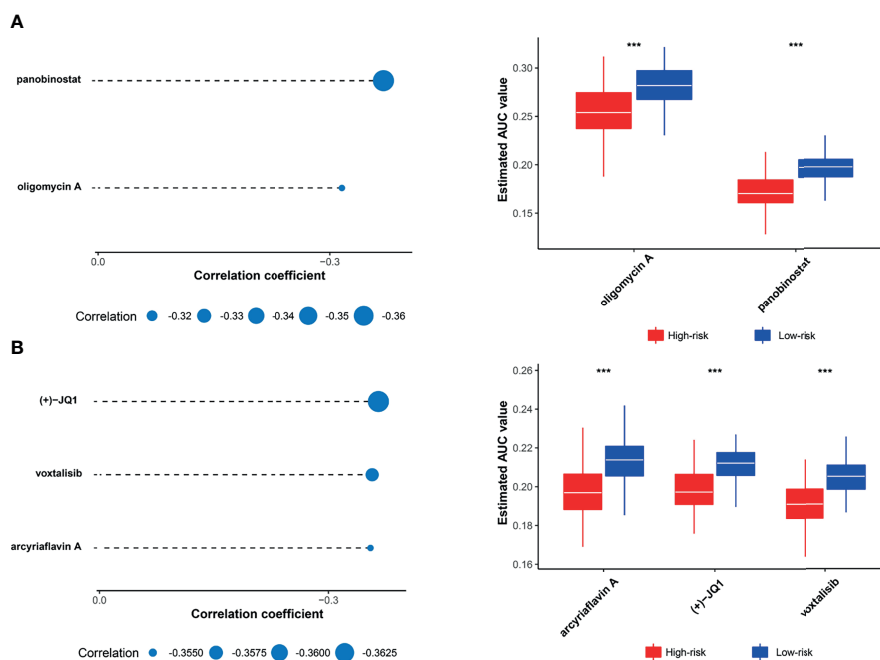 A
panobinostat
oligomycin A
0.0
−0.3
Correlation coefficient
Correlation
-0.32
-0.33
-0.34
-0.35
-0.36
Estimated AUC value
0.30
0.25
0.20
0.15
***
***
oligomycin A
panobinostat
High-risk
Low-risk
B
(+)−JQ1
voxtalisib
arcyriaflavin A
0.0
−0.3
Correlation coefficient
Correlation
-0.3550
-0.3575
-0.3600
-0.3625
Estimated AUC value
0.26
0.24
0.22
0.20
0.18
0.16
***
***
***
arcyriaflavin A
(+)−JQ1
voxtalisib
High-risk
Low-risk